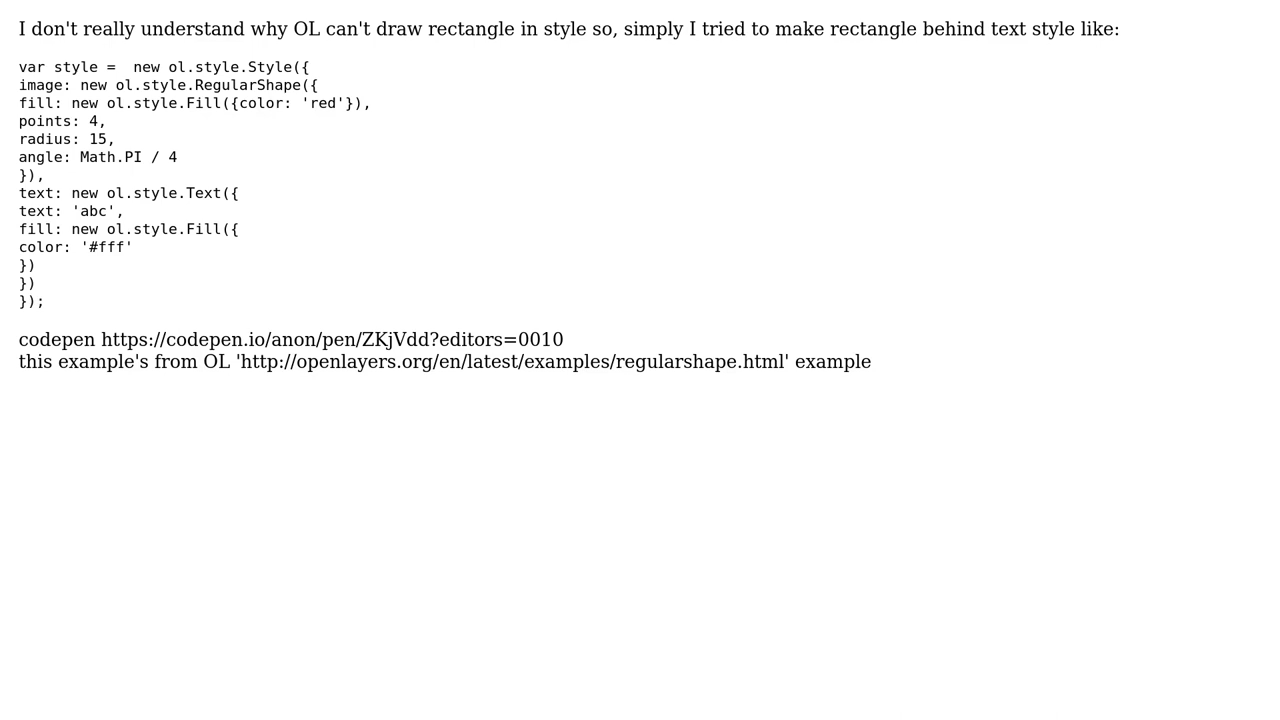 I don't really understand why OL can't draw rectangle in style so, simply I tried to make rectangle behind text style like:
var style =  new ol.style.Style({
image: new ol.style.RegularShape({
fill: new ol.style.Fill({color: 'red'}),
points: 4,
radius: 15,
angle: Math.PI / 4
}),
text: new ol.style.Text({
text: 'abc',
fill: new ol.style.Fill({
color: '#fff'
})
})
});
codepen https://codepen.io/anon/pen/ZKjVdd?editors=0010
this example's from OL 'http://openlayers.org/en/latest/examples/regularshape.html' example